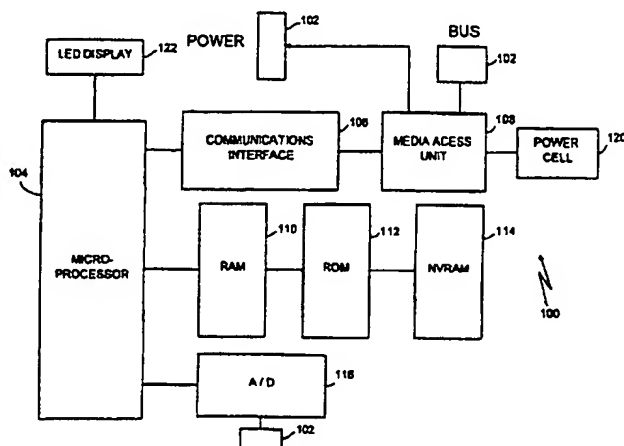 POWER
102
BUS
102
LED DISPLAY
122
COMMUNICATIONS
INTERFACE
106
MEDIA ACESS
UNIT
108
POWER
CELL
120
104
MICRO-
PROCESSOR
RAM
110
ROM
112
NVRAM
114
100
A / D
116
102